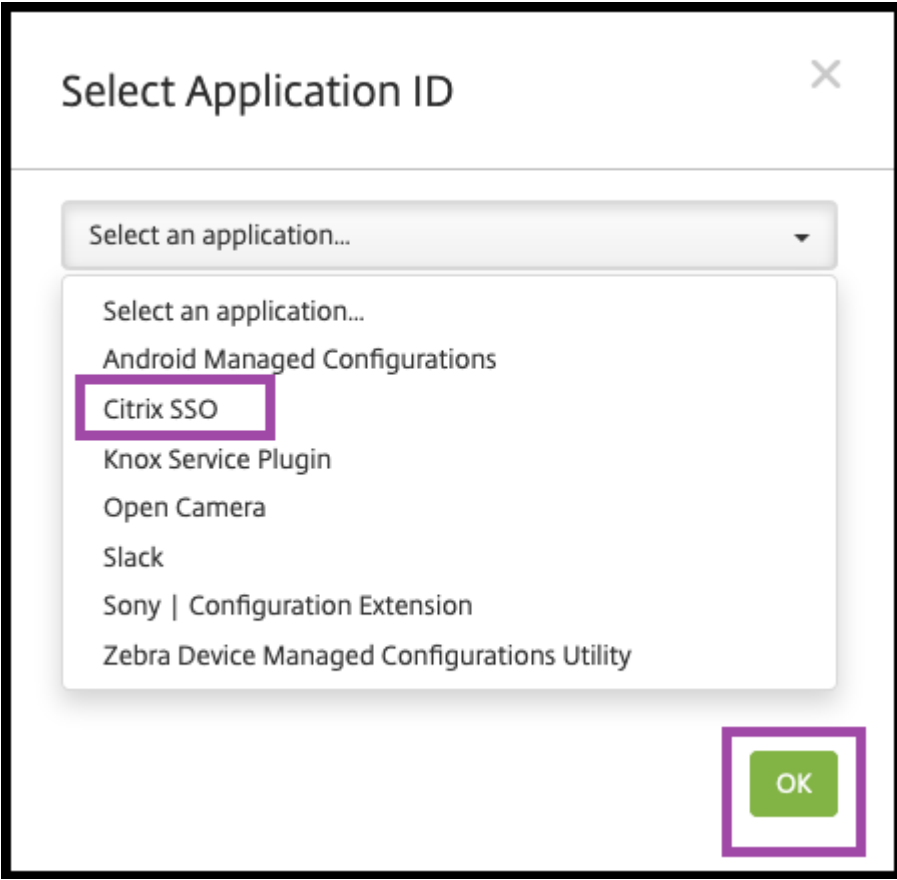 Select Application ID
Select an application...
Select an application...
Android Managed Configurations
Citrix SSO
Knox Service Plugin
Open Camera
Slack
Sony | Configuration Extension
Zebra Device Managed Configurations Utility
OK